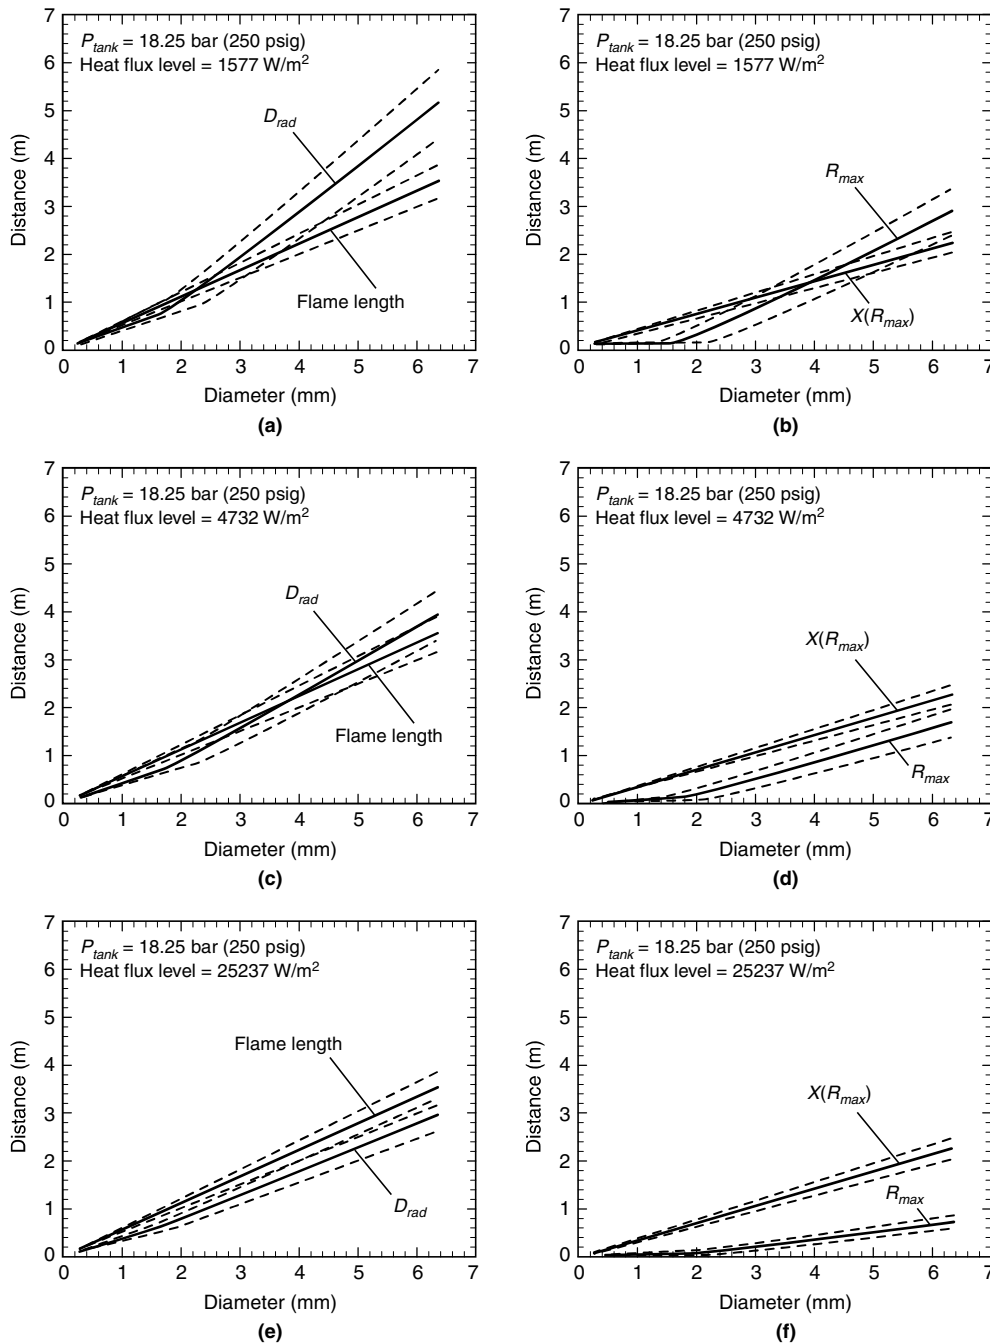 7
6
5
4
3
2
1
0
Distance (m)
P_tank = 18.25 bar (250 psig)
Heat flux level = 1577 W/m²
D_rad
Flame length
0 1 2 3 4 5 6 7
Diameter (mm)
(a)
7
6
5
4
3
2
1
0
Distance (m)
P_tank = 18.25 bar (250 psig)
Heat flux level = 1577 W/m²
R_max
X(R_max)
0 1 2 3 4 5 6 7
Diameter (mm)
(b)
7
6
5
4
3
2
1
0
Distance (m)
P_tank = 18.25 bar (250 psig)
Heat flux level = 4732 W/m²
D_rad
Flame length
0 1 2 3 4 5 6 7
Diameter (mm)
(c)
7
6
5
4
3
2
1
0
Distance (m)
P_tank = 18.25 bar (250 psig)
Heat flux level = 4732 W/m²
X(R_max)
R_max
0 1 2 3 4 5 6 7
Diameter (mm)
(d)
7
6
5
4
3
2
1
0
Distance (m)
P_tank = 18.25 bar (250 psig)
Heat flux level = 25237 W/m²
Flame length
D_rad
0 1 2 3 4 5 6 7
Diameter (mm)
(e)
7
6
5
4
3
2
1
0
Distance (m)
P_tank = 18.25 bar (250 psig)
Heat flux level = 25237 W/m²
X(R_max)
R_max
0 1 2 3 4 5 6 7
Diameter (mm)
(f)